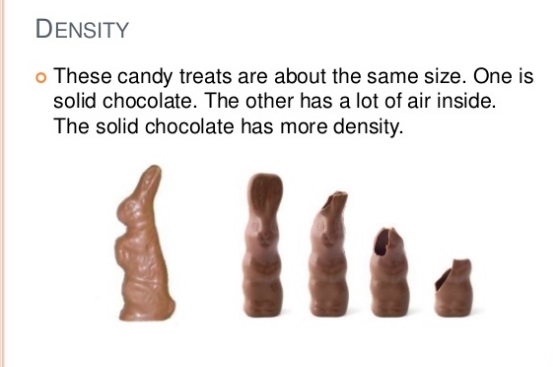 DENSITY
These candy treats are about the same size. One is
solid chocolate. The other has a lot of air inside.
The solid chocolate has more density.